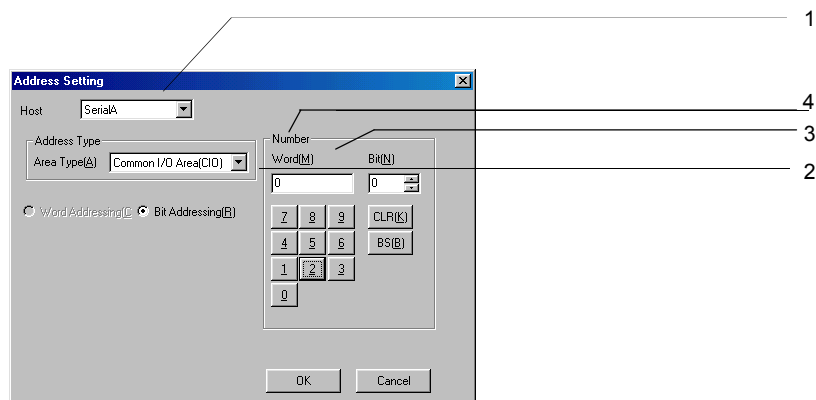 1
Address Setting
Host SerialA
4
3
Address Type
Number
Area Type(A) Common I/O Area(CIO)
Word(M) Bit(N)
2
0 0
Word Addressing(C Bit Addressing(R)
7 8 9 CLR(K)
4 5 6 BS(B)
1 2 3
0
OK Cancel